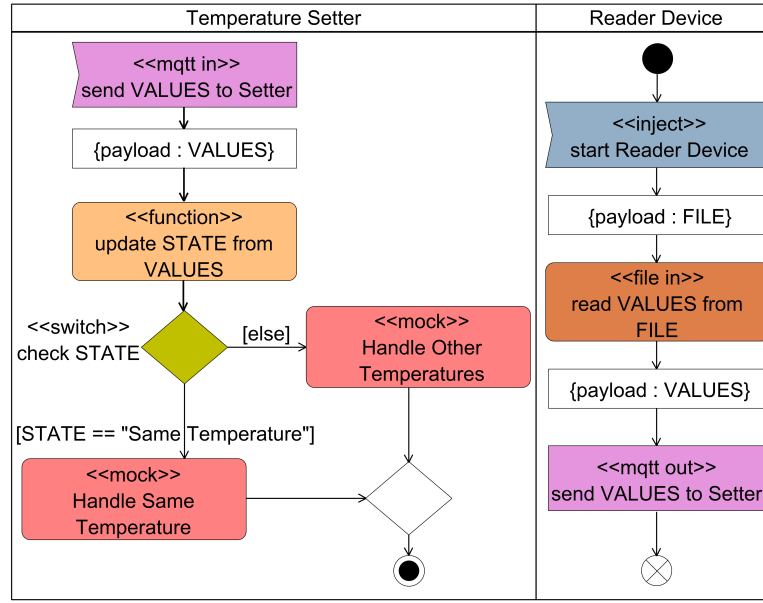 Temperature Setter
<<mqtt in>>
send VALUES to Setter
{payload : VALUES}
<<function>>
update STATE from
VALUES
<<switch>>
check STATE
[else]
<<mock>>
Handle Other
Temperatures
[STATE == "Same Temperature"]
<<mock>>
Handle Same
Temperature
Reader Device
<<inject>>
start Reader Device
{payload : FILE}
<<file in>>
read VALUES from
FILE
{payload : VALUES}
<<mqtt out>>
send VALUES to Setter